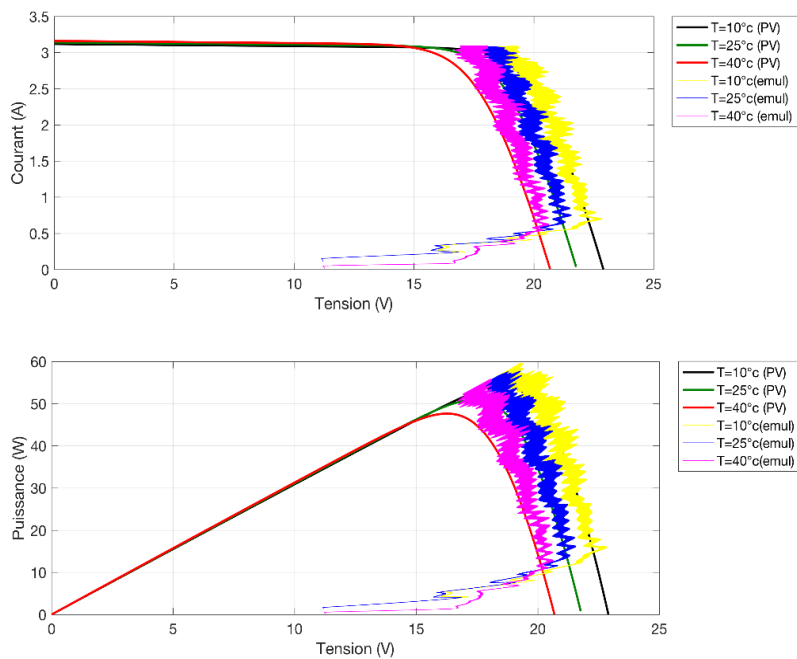 3.5
3
2.5
2
1.5
1
0.5
0
Courant (A)
0
5
10
15
20
25
Tension (V)
T=10°c (PV)
T=25°c (PV)
T=40°c (PV)
T=10°c (emul)
T=25°c (emul)
T=40°c (emul)
60
50
40
30
20
10
0
Puissance (W)
0
5
10
15
20
25
Tension (V)
T=10°c (PV)
T=25°c (PV)
T=40°c (PV)
T=10°c(emul)
T=25°c(emul)
T=40°c(emul)